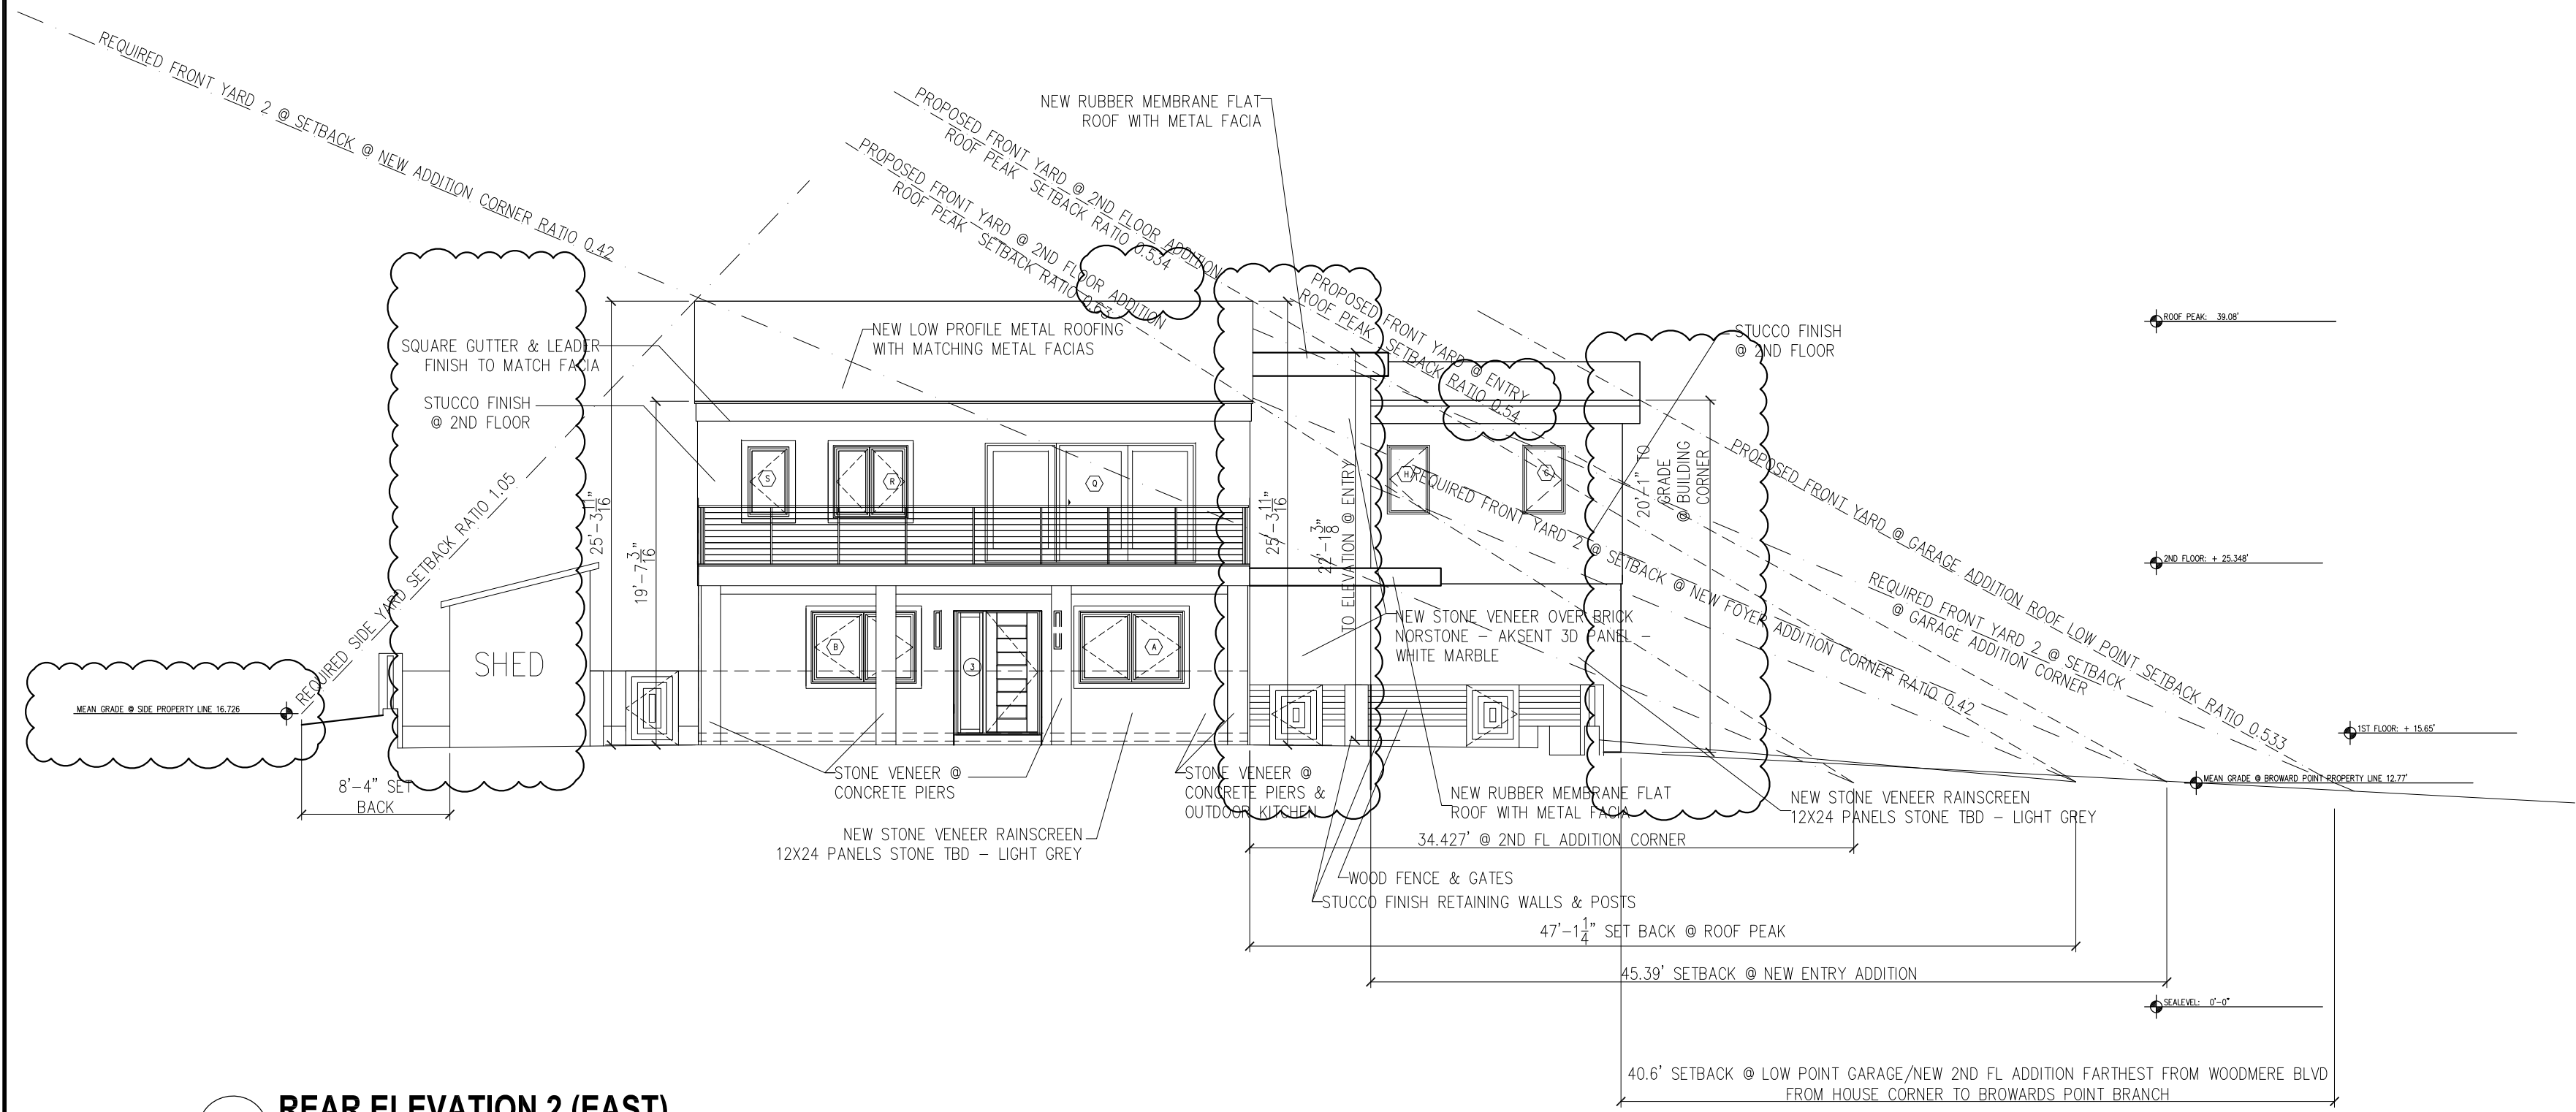 REQUIRED FRONT YARD 2 @ SETBACK @ NEW ADDITION CORNER RATIO 0.42
NEW RUBBER MEMBRANE FLAT
ROOF WITH METAL FACIA
PROPOSED FRONT YARD @ 2ND FLOOR ADDITION
ROOF PEAK SETBACK RATIO 0.534
PROPOSED FRONT YARD @ 2ND FLOOR ADDITION
ROOF PEAK SETBACK RATIO 0.63
PROPOSED FRONT YARD @ ENTRY
ROOF PEAK SETBACK RATIO 0.54
SQUARE GUTTER & LEADER
FINISH TO MATCH FACIA
NEW LOW PROFILE METAL ROOFING
WITH MATCHING METAL FACIAS
STUCCO FINISH
@ 2ND FLOOR
STUCCO FINISH
@ 2ND FLOOR
ROOF PEAK: 39.08'
REQUIRED SIDE YARD SETBACK RATIO 1.05
25'-3 11/16"
19'-7 3/16"
S
R
Q
25'-3 11/16"
22'-1 3/8"
TO ELEVATION @ ENTRY
H
G
20'-1" TO
GRADE
@ BUILDING
CORNER
PROPOSED FRONT YARD @ GARAGE ADDITION ROOF LOW POINT SETBACK RATIO 0.533
REQUIRED FRONT YARD 2 @ SETBACK @ NEW FOYER ADDITION CORNER RATIO 0.42
REQUIRED FRONT YARD 2 @ SETBACK
@ GARAGE ADDITION CORNER
2ND FLOOR: + 25.348'
SHED
B
3
A
NEW STONE VENEER OVER BRICK
NORSTONE - AKSENT 3D PANEL -
WHITE MARBLE
MEAN GRADE @ SIDE PROPERTY LINE 16.726
1ST FLOOR: + 15.65'
MEAN GRADE @ BROWARD POINT PROPERTY LINE 12.77'
8'-4" SET
BACK
STONE VENEER @
CONCRETE PIERS
STONE VENEER @
CONCRETE PIERS &
OUTDOOR KITCHEN
NEW RUBBER MEMBRANE FLAT
ROOF WITH METAL FACIA
NEW STONE VENEER RAINSCREEN
12X24 PANELS STONE TBD - LIGHT GREY
NEW STONE VENEER RAINSCREEN
12X24 PANELS STONE TBD - LIGHT GREY
34.427' @ 2ND FL ADDITION CORNER
WOOD FENCE & GATES
STUCCO FINISH RETAINING WALLS & POSTS
47'-1 1/4" SET BACK @ ROOF PEAK
45.39' SETBACK @ NEW ENTRY ADDITION
SEALEVEL: 0'-0"
40.6' SETBACK @ LOW POINT GARAGE/NEW 2ND FL ADDITION FARTHEST FROM WOODMERE BLVD
FROM HOUSE CORNER TO BROWARDS POINT BRANCH
REAR ELEVATION 2 (EAST)